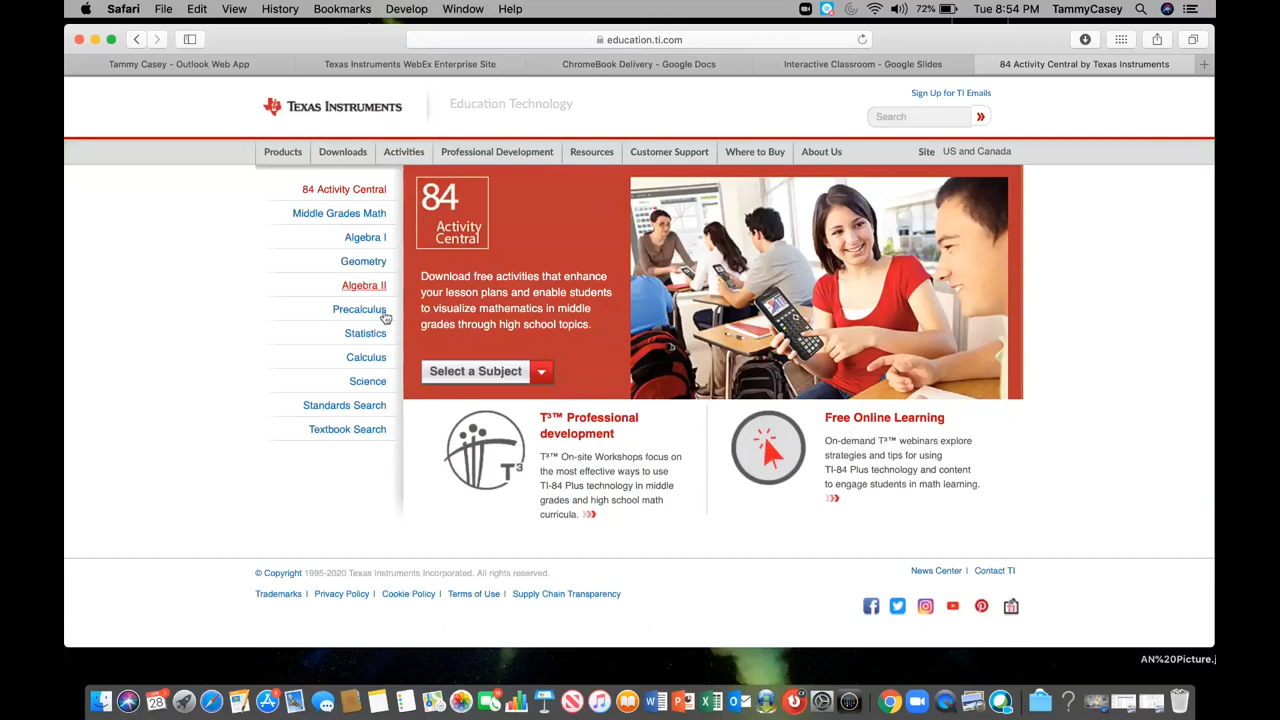 Safari File Edit View History Bookmarks Develop Window Help 72% Tue 8:54 PM TammyCasey
education.ti.com
Tammy Casey - Outlook Web App Texas Instruments WebEx Enterprise Site ChromeBook Delivery - Google Docs Interactive Classroom - Google Slides 84 Activity Central by Texas Instruments
Sign Up for TI Emails
TEXAS INSTRUMENTS Education Technology
Search
Products Downloads Activities Professional Development Resources Customer Support Where to Buy About Us Site US and Canada
84 Activity Central
Middle Grades Math
Algebra I
Geometry
Algebra II
Precalculus
Statistics
Calculus
Science
Standards Search
Textbook Search
84
Activity
Central
Download free activities that enhance
your lesson plans and enable students
to visualize mathematics in middle
grades through high school topics.
Select a Subject
T³
T³™ Professional
development
T³™ On-site Workshops focus on
the most effective ways to use
TI-84 Plus technology in middle
grades and high school math
curricula.
Free Online Learning
On-demand T³™ webinars explore
strategies and tips for using
TI-84 Plus technology and content
to engage students in math learning.
© Copyright 1995-2020 Texas Instruments Incorporated. All rights reserved.
News Center | Contact TI
Trademarks | Privacy Policy | Cookie Policy | Terms of Use | Supply Chain Transparency
AN%20Picture.j
28